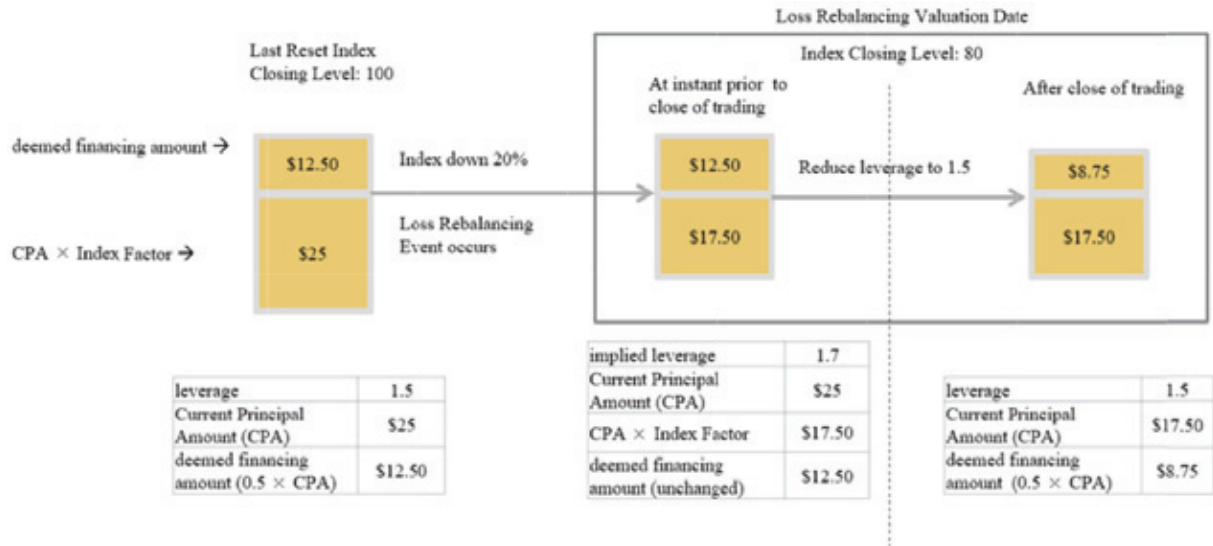 Loss Rebalancing Valuation Date
Last Reset Index
Closing Level: 100
Index Closing Level: 80
At instant prior to
close of trading
After close of trading
deemed financing amount →
$12.50
Index down 20%
$12.50
Reduce leverage to 1.5
$8.75
CPA × Index Factor →
$25
Loss Rebalancing
Event occurs
$17.50
$17.50
leverage 1.5
Current Principal
Amount (CPA) $25
deemed financing
amount (0.5 × CPA) $12.50
implied leverage 1.7
Current Principal
Amount (CPA) $25
CPA × Index Factor $17.50
deemed financing
amount (unchanged) $12.50
leverage 1.5
Current Principal
Amount (CPA) $17.50
deemed financing
amount (0.5 × CPA) $8.75